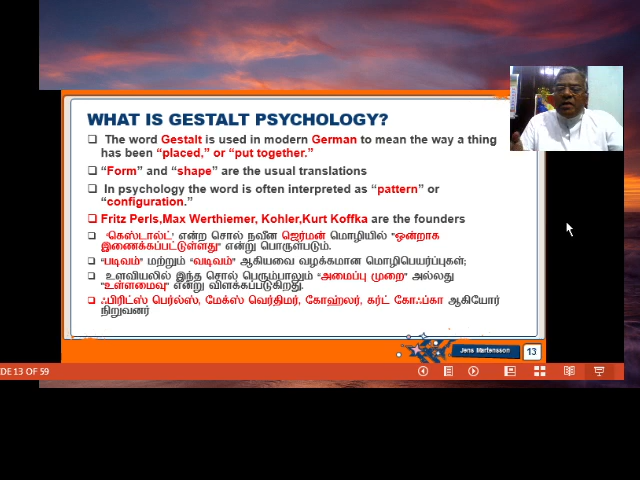 WHAT IS GESTALT PSYCHOLOGY?
The word Gestalt is used in modern German to mean the way a thing
has been “placed,” or “put together.”
“Form” and “shape” are the usual translations
In psychology the word is often interpreted as “pattern” or
“configuration.”
Fritz Perls,Max Werthiemer, Kohler,Kurt Koffka are the founders
‘கெஸ்டால்ட்’ என்ற சொல் நவீன ஜெர்மன் மொழியில் "ஒன்றாக
இணைக்கப்பட்டுள்ளது" என்று பொருள்படும்.
“படிவம்” மற்றும் “வடிவம்” ஆகியவை வழக்கமான மொழிபெயர்ப்புகள்;
உளவியலில் இந்த சொல் பெரும்பாலும் “அமைப்பு முறை” அல்லது
"உள்ளமைவு" என்று விளக்கப்படுகிறது.
ஃபிரிட்ஸ் பெர்ல்ஸ், மேக்ஸ் வெர்திமர், கோஹ்லர், கர்ட் கோஃப்கா ஆகியோர்
நிறுவனர்
Jens Martensson
13
DE 13 OF 59